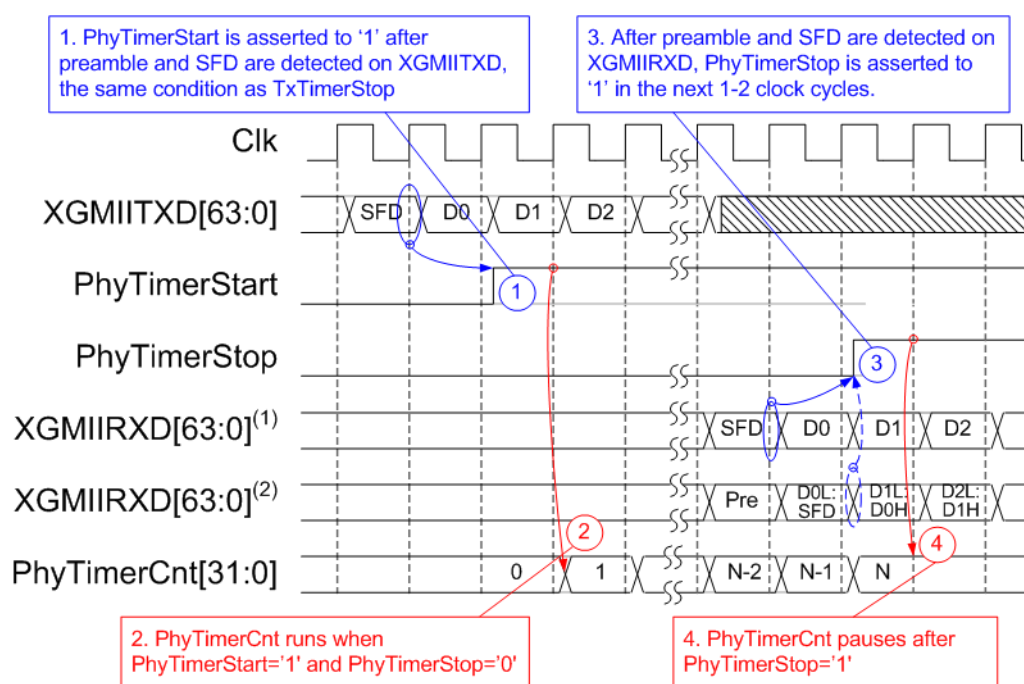 1. PhyTimerStart is asserted to ‘1’ after
preamble and SFD are detected on XGMIITXD,
the same condition as TxTimerStop
3. After preamble and SFD are detected on
XGMIIRXD, PhyTimerStop is asserted to
‘1’ in the next 1-2 clock cycles.
Clk
XGMIITXD[63:0] SFD D0 D1 D2
PhyTimerStart 1
PhyTimerStop 3
XGMIIRXD[63:0](1) SFD D0 D1 D2
XGMIIRXD[63:0](2) Pre D0L: SFD D1L: D0H D2L: D1H
2 4
PhyTimerCnt[31:0] 0 1 N-2 N-1 N
2. PhyTimerCnt runs when
PhyTimerStart=’1’ and PhyTimerStop=’0'
4. PhyTimerCnt pauses after
PhyTimerStop=’1’